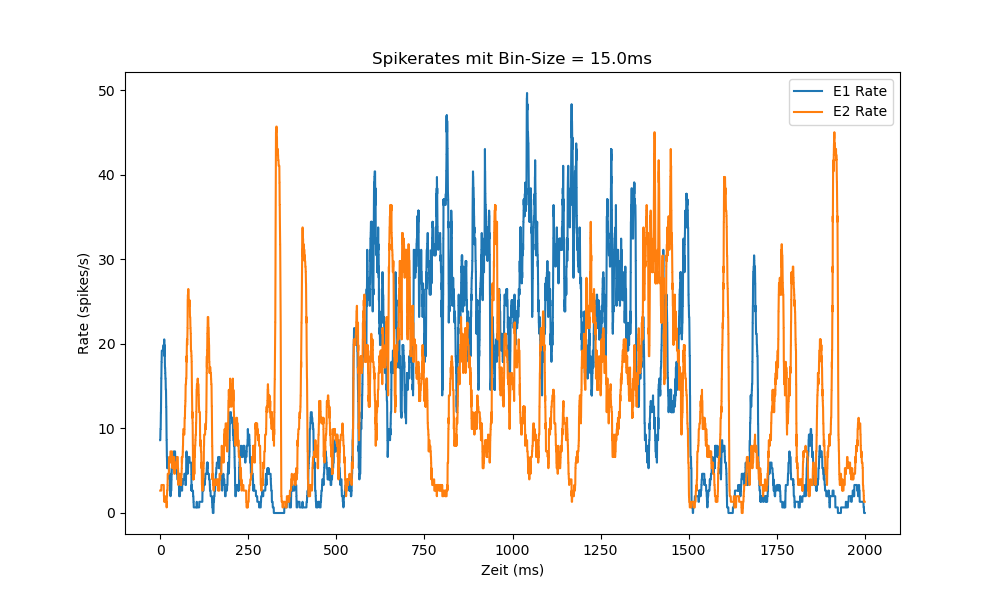 Spikerates mit Bin-Size = 15.0ms
E1 Rate
E2 Rate
Rate (spikes/s)
50
40
30
20
10
0
0 250 500 750 1000 1250 1500 1750 2000
Zeit (ms)